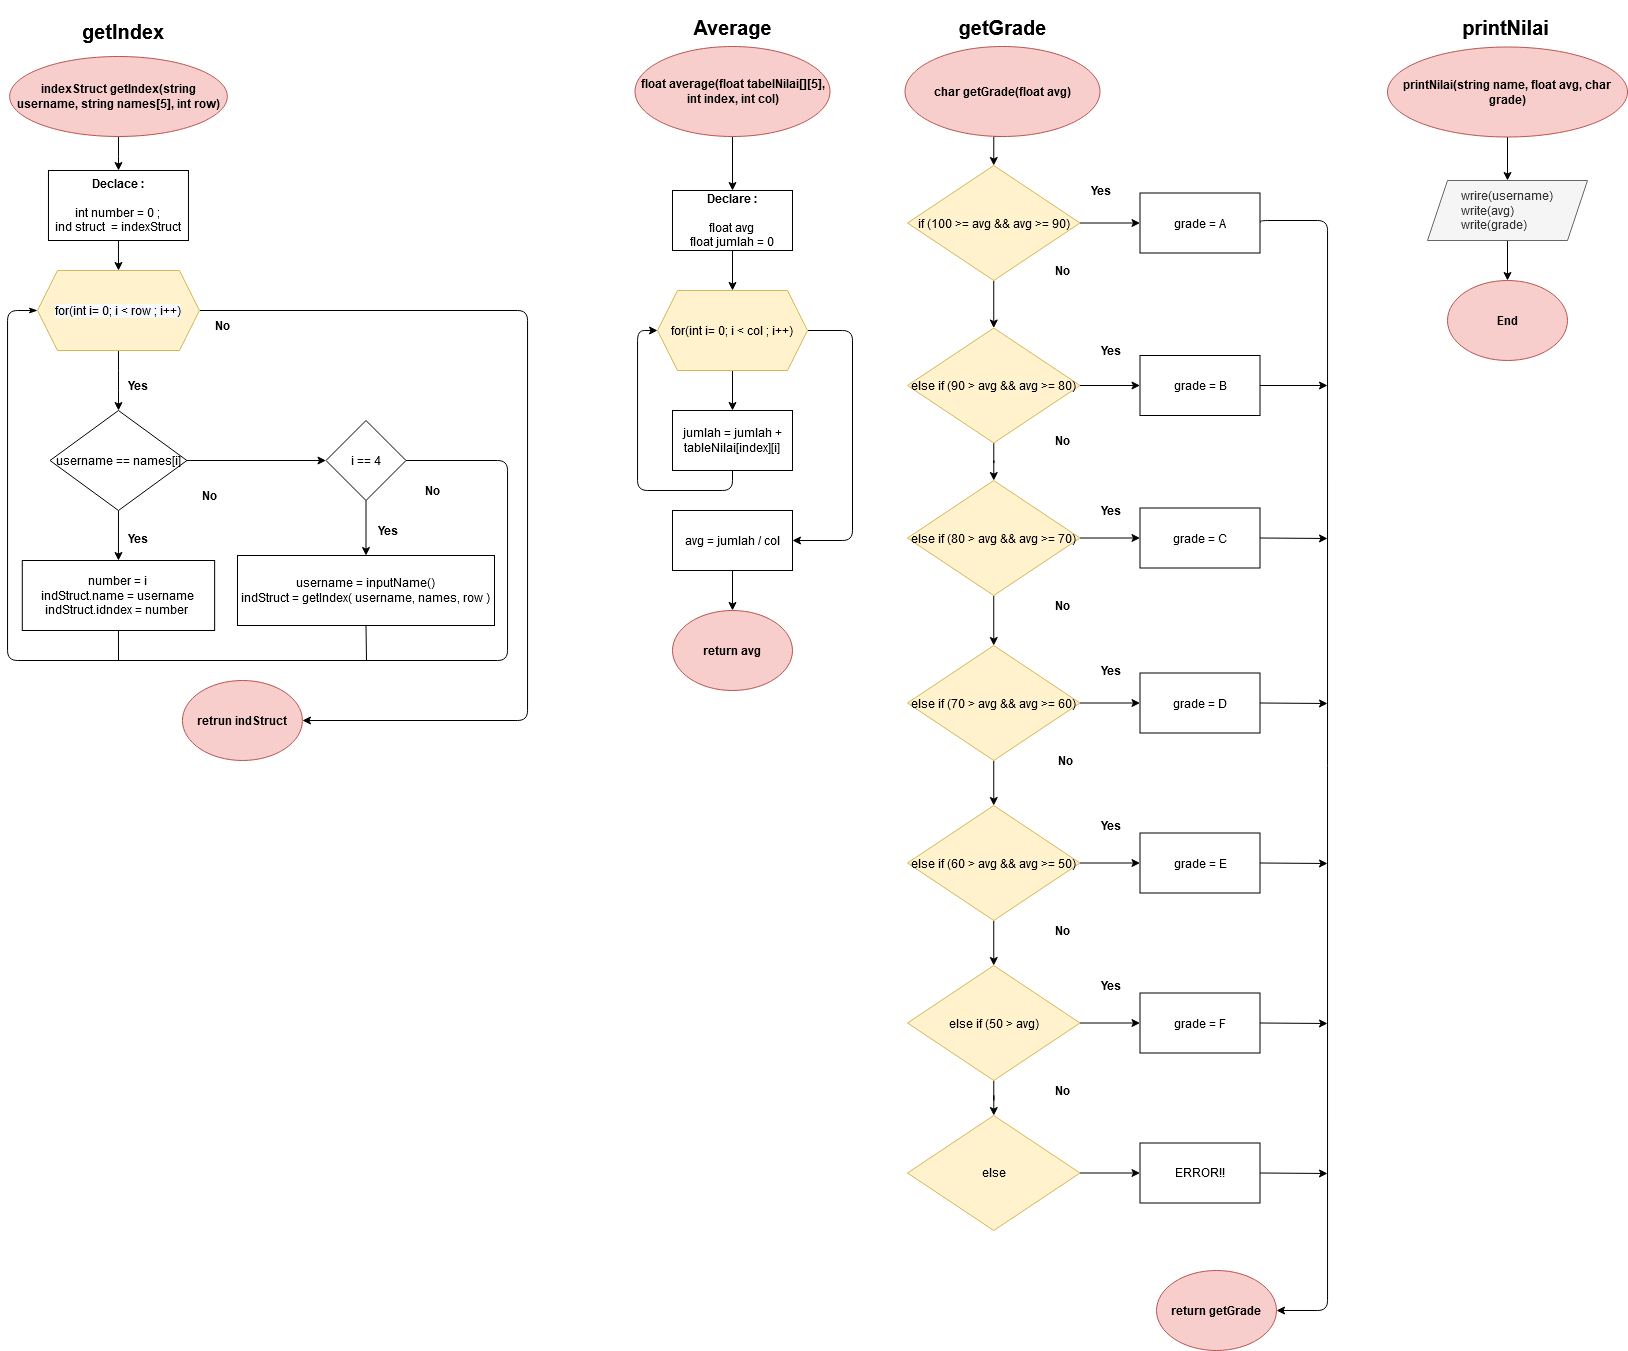 getIndex
indexStruct getIndex(string
username, string names[5], int row)
Declace :
int number = 0 ;
ind struct  = indexStruct
for(int i= 0; i < row ; i++)
No
Yes
username == names[i]
No
i == 4
No
Yes
Yes
number = i
indStruct.name = username
indStruct.idndex = number
username = inputName()
indStruct = getIndex( username, names, row )
retrun indStruct
Average
float average(float tabelNilai[][5],
int index, int col)
Declare :
float avg
float jumlah = 0
for(int i= 0; i < col ; i++)
jumlah = jumlah +
tableNilai[index][i]
avg = jumlah / col
return avg
getGrade
char getGrade(float avg)
if (100 >= avg && avg >= 90)
Yes
grade = A
No
else if (90 > avg && avg >= 80)
Yes
grade = B
No
else if (80 > avg && avg >= 70)
Yes
grade = C
No
else if (70 > avg && avg >= 60)
Yes
grade = D
No
else if (60 > avg && avg >= 50)
Yes
grade = E
No
else if (50 > avg)
Yes
grade = F
No
else
ERROR!!
return getGrade
printNilai
printNilai(string name, float avg, char
grade)
wrire(username)
write(avg)
write(grade)
End